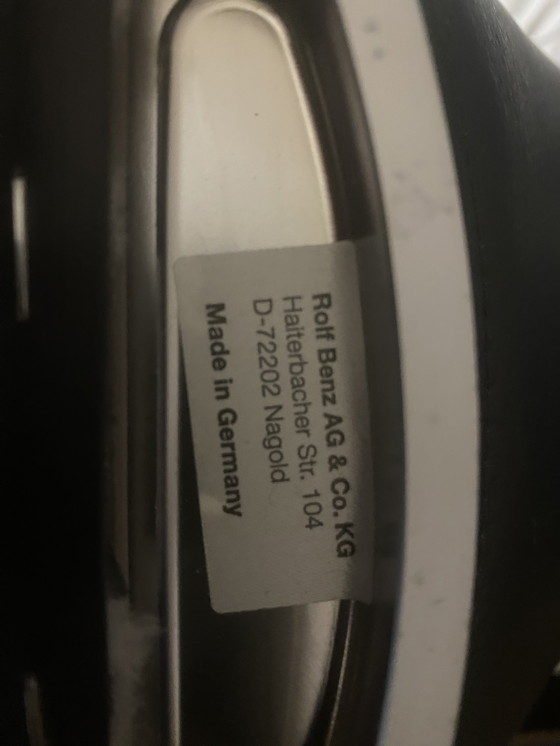 Rolf Benz AG & Co. KG
Haiterbacher Str. 104
D-72202 Nagold
Made in Germany